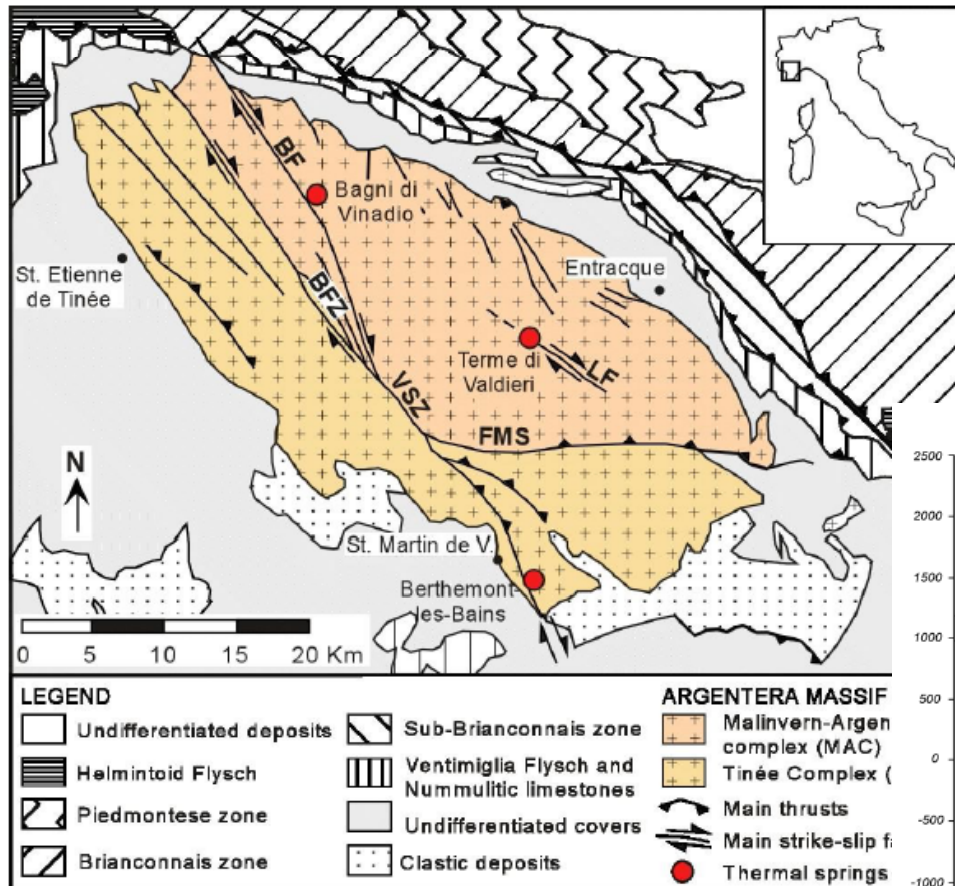 BF
Bagni di
Vinadio
St. Etienne
de Tinée
BFZ
Entracque
Terme di
Valdieri
LF
VSZ
FMS
N
St. Martin de V.
Berthemont-
les-Bains
0 5 10 15 20 Km
LEGEND
Undifferentiated deposits
Helmintoid Flysch
Piedmontese zone
Brianconnais zone
Sub-Brianconnais zone
Ventimiglia Flysch and
Nummulitic limestones
Undifferentiated covers
Clastic deposits
ARGENTERA MASSIF
Malinvern-Argen
complex (MAC)
Tinée Complex (
Main thrusts
Main strike-slip f
Thermal springs
2500
2000
1500
1000
500
0
-500
-1000